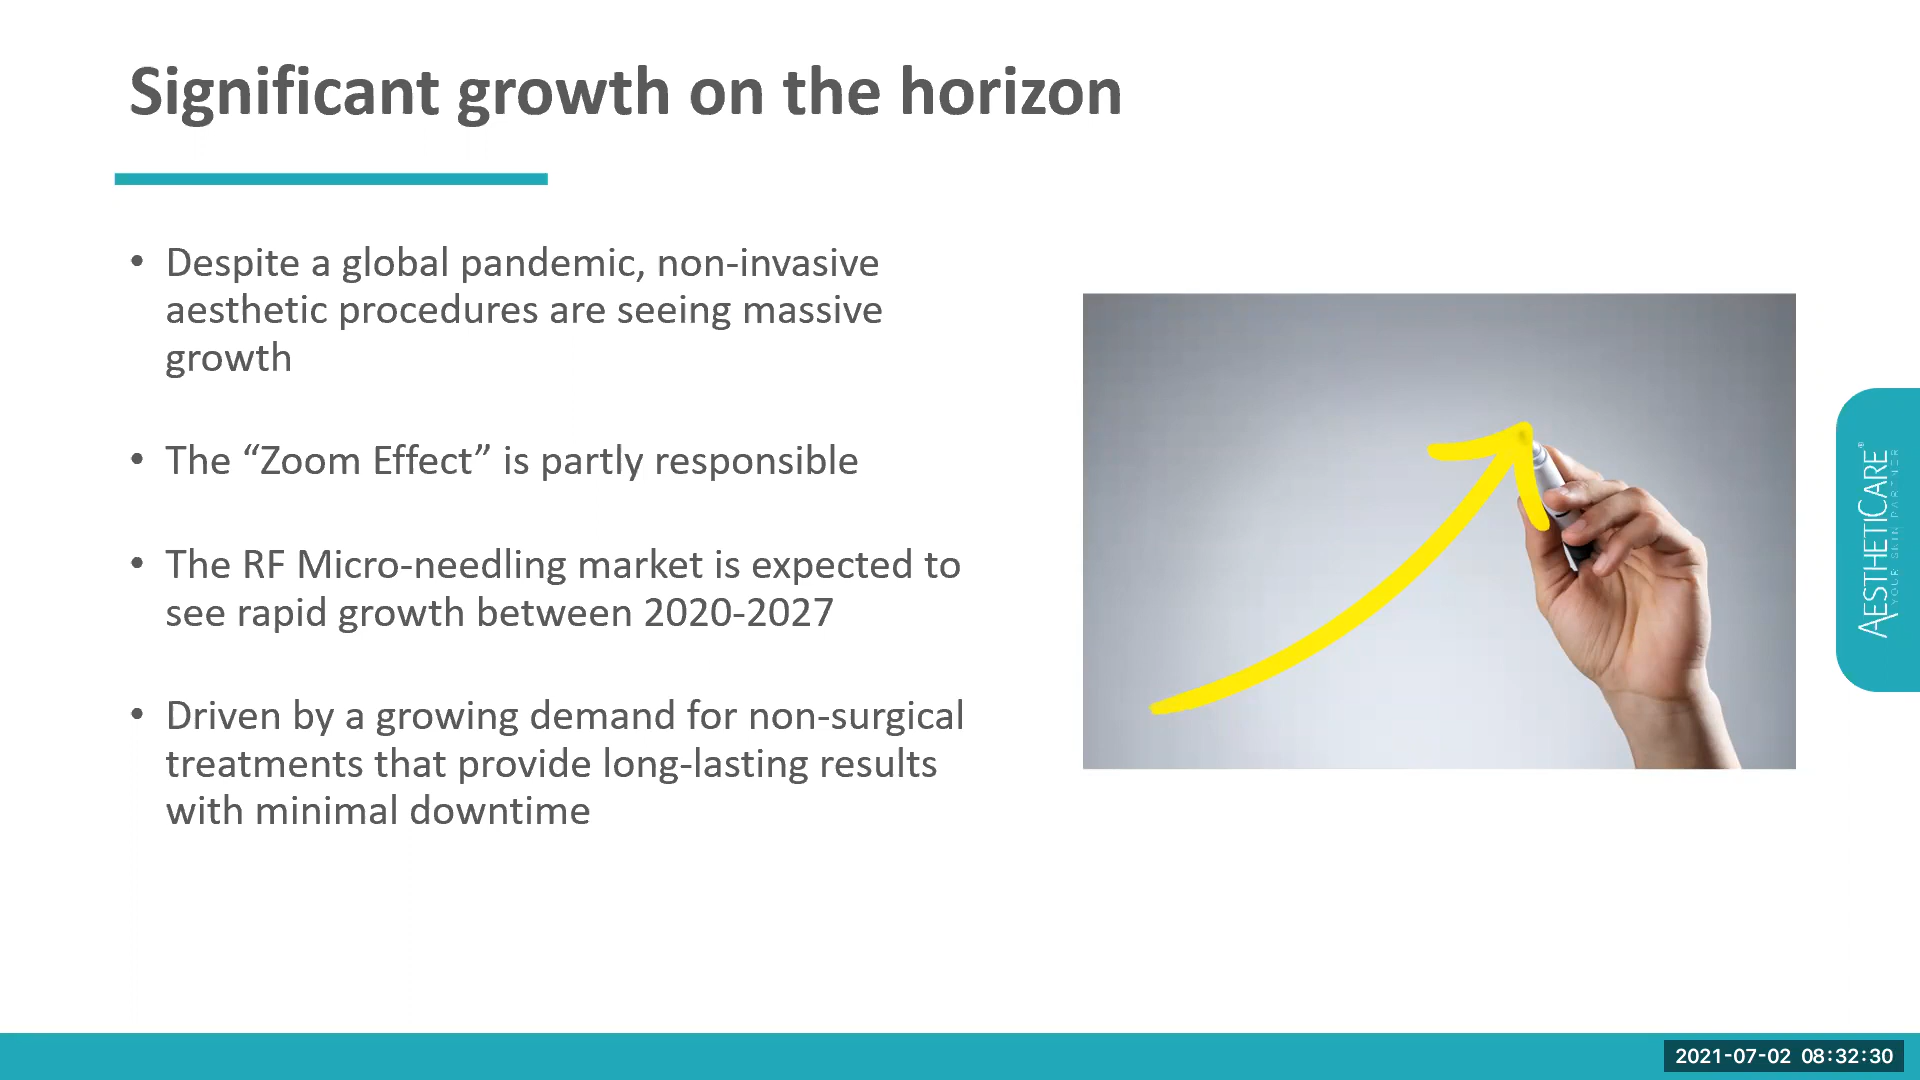 Significant growth on the horizon
• Despite a global pandemic, non-invasive
aesthetic procedures are seeing massive
growth
• The “Zoom Effect” is partly responsible
• The RF Micro-needling market is expected to
see rapid growth between 2020-2027
• Driven by a growing demand for non-surgical
treatments that provide long-lasting results
with minimal downtime
AESTHETICARE®
YOUR SKIN PARTNER
2021-07-02 08:32:30